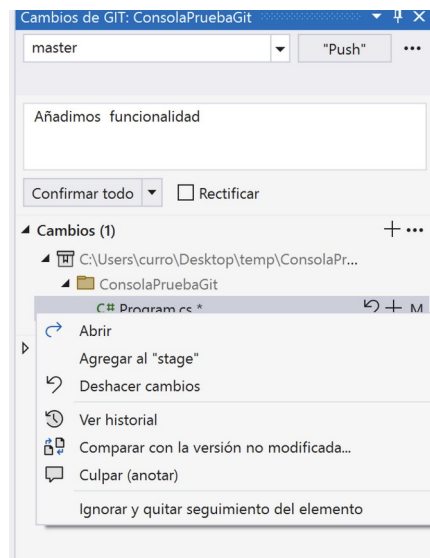 Cambios de GIT: ConsolaPruebaGit
master "Push"
Añadimos funcionalidad
Confirmar todo Rectificar
Cambios (1)
C:\Users\curro\Desktop\temp\ConsolaPr...
ConsolaPruebaGit
C# Program.cs * M
Abrir
Agregar al "stage"
Deshacer cambios
Ver historial
Comparar con la versión no modificada...
Culpar (anotar)
Ignorar y quitar seguimiento del elemento